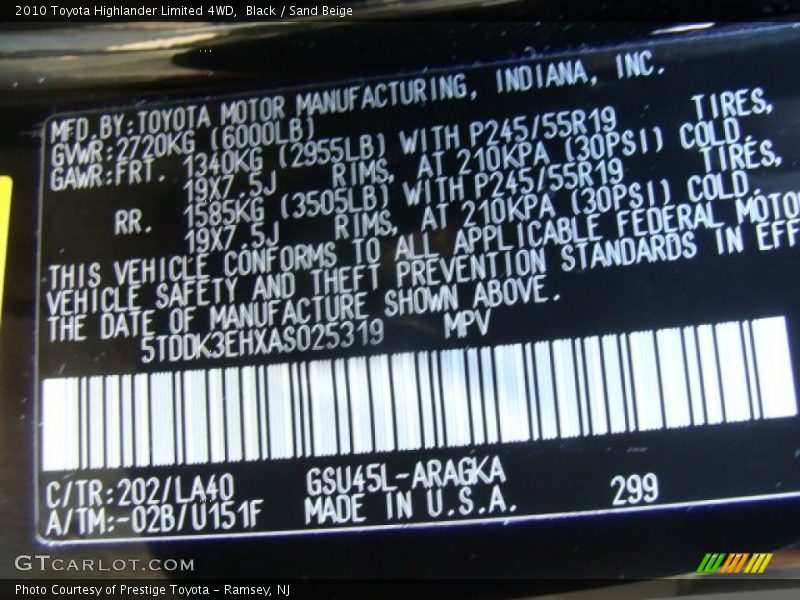 2010 Toyota Highlander Limited 4WD, Black / Sand Beige
MFD.BY:TOYOTA MOTOR MANUFACTURING, INDIANA, INC.
GVWR:2720KG (6000LB)
GAWR:FRT. 1340KG (2955LB) WITH P245/55R19 TIRES,
19X7.5J RIMS, AT 210KPA (30PSI) COLD.
RR. 1585KG (3505LB) WITH P245/55R19 TIRES,
19X7.5J RIMS, AT 210KPA (30PSI) COLD.
THIS VEHICLE CONFORMS TO ALL APPLICABLE FEDERAL MOTO
VEHICLE SAFETY AND THEFT PREVENTION STANDARDS IN EFF
THE DATE OF MANUFACTURE SHOWN ABOVE.
5TDDK3EHXAS025319 MPV
C/TR:202/LA40 GSU45L-ARAGKA
A/TM:-02B/U151F MADE IN U.S.A. 299
GTCARLOT.COM
Photo Courtesy of Prestige Toyota - Ramsey, NJ